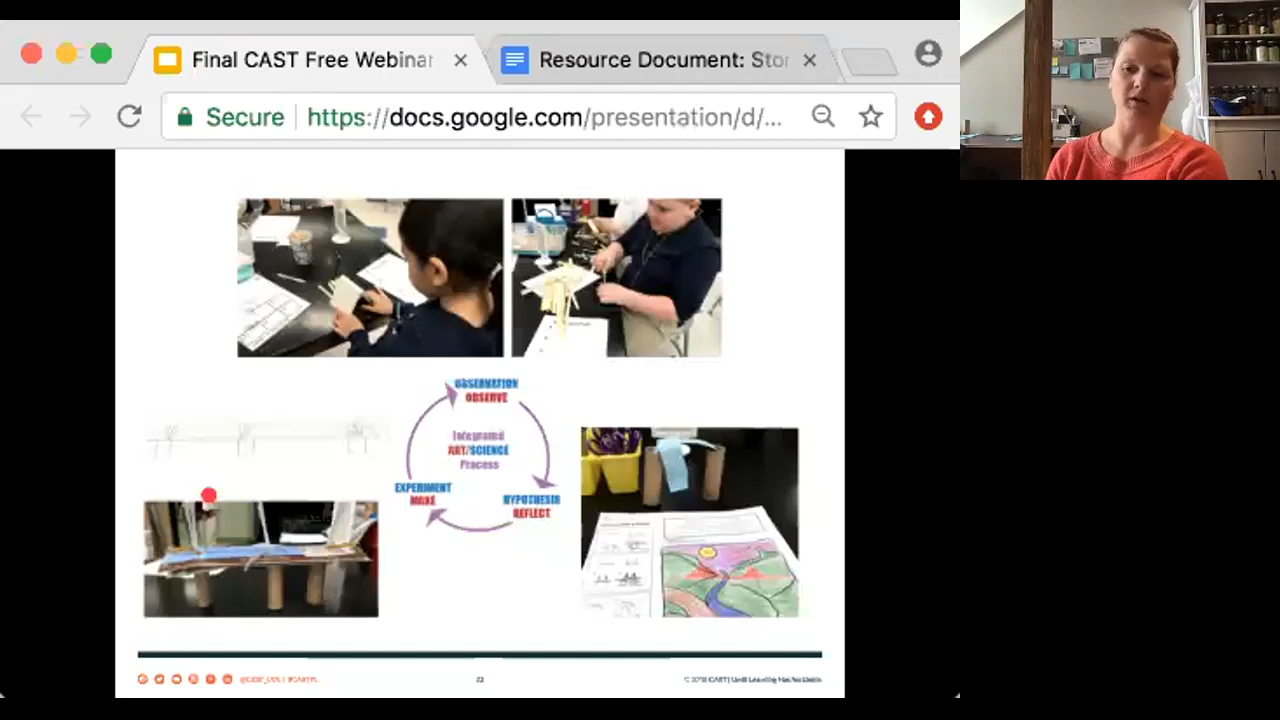 Final CAST Free Webinar
Resource Document: Stor
Secure https://docs.google.com/presentation/d/...
OBSERVATION
OBSERVE
Integrated
ART/SCIENCE
Process
EXPERIMENT
MAKE
HYPOTHESIS
REFLECT